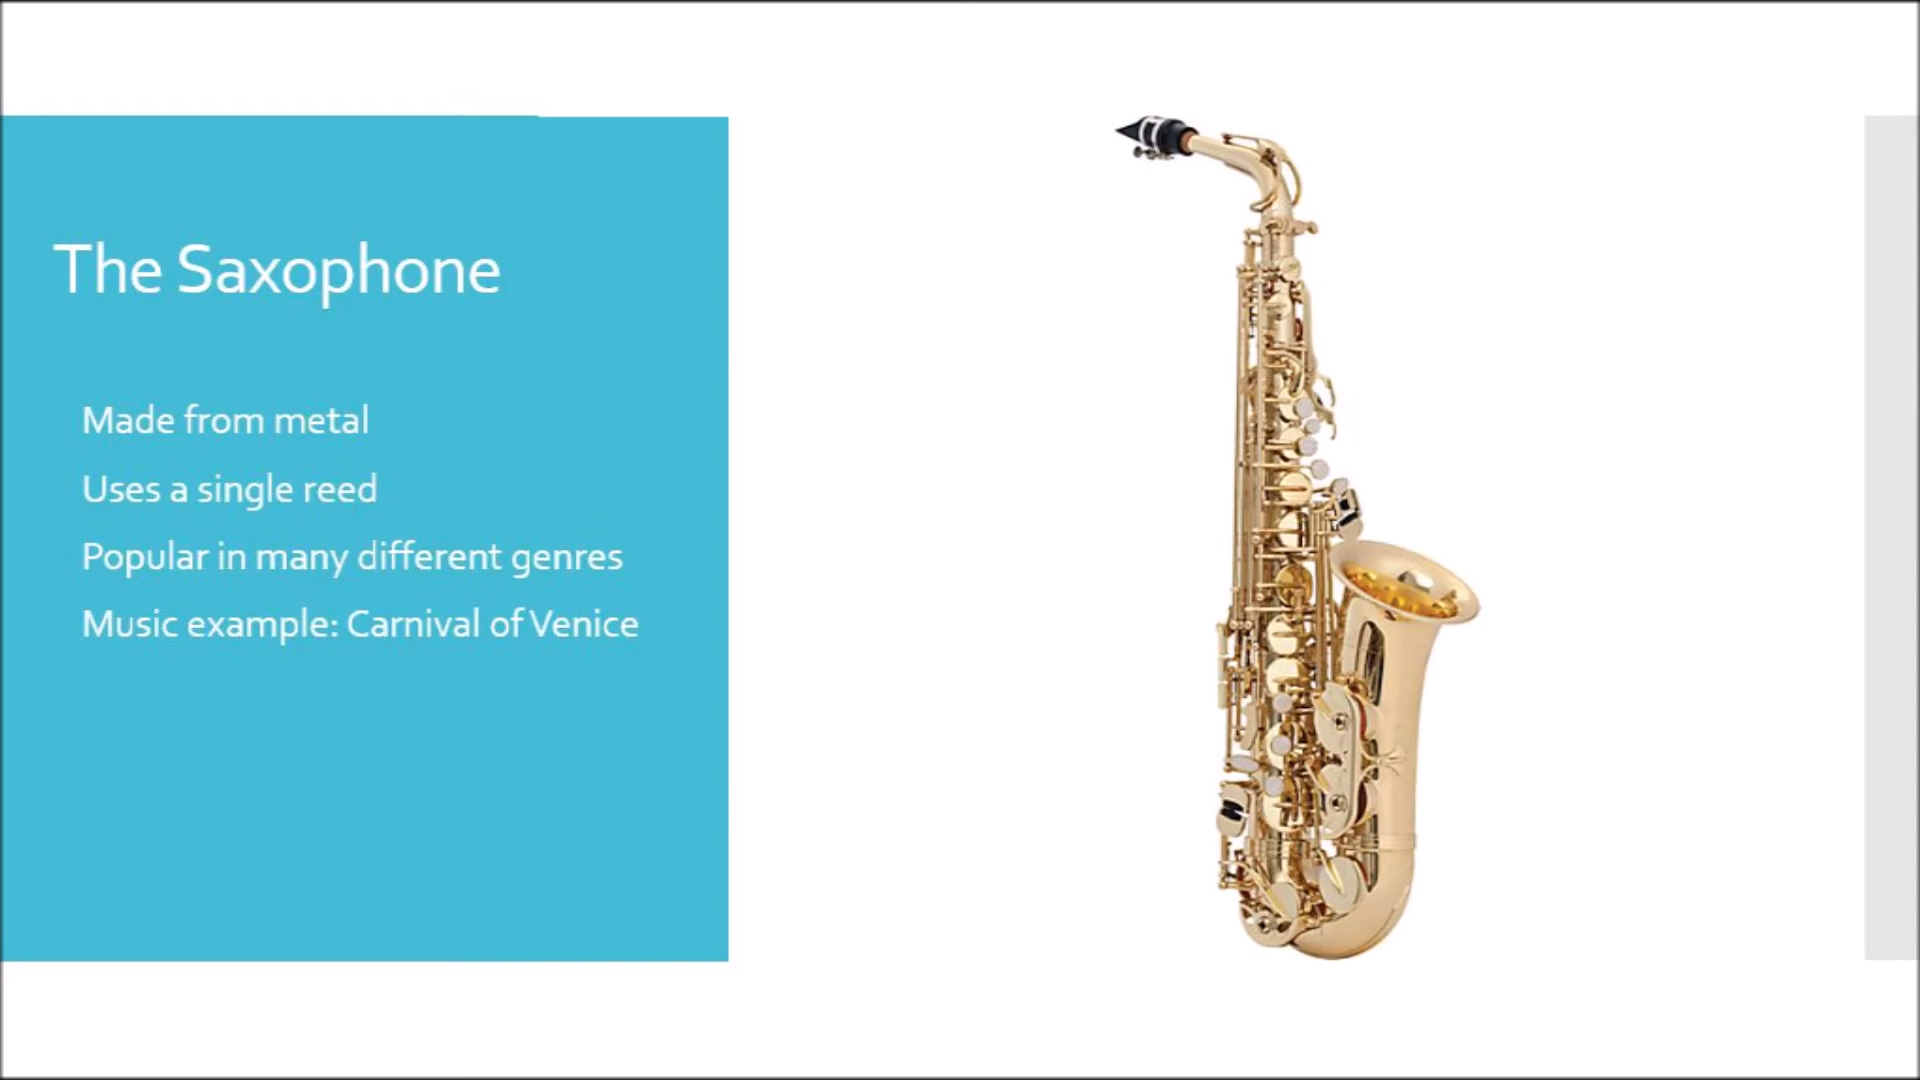 The Saxophone
Made from metal
Uses a single reed
Popular in many different genres
Music example: Carnival of Venice